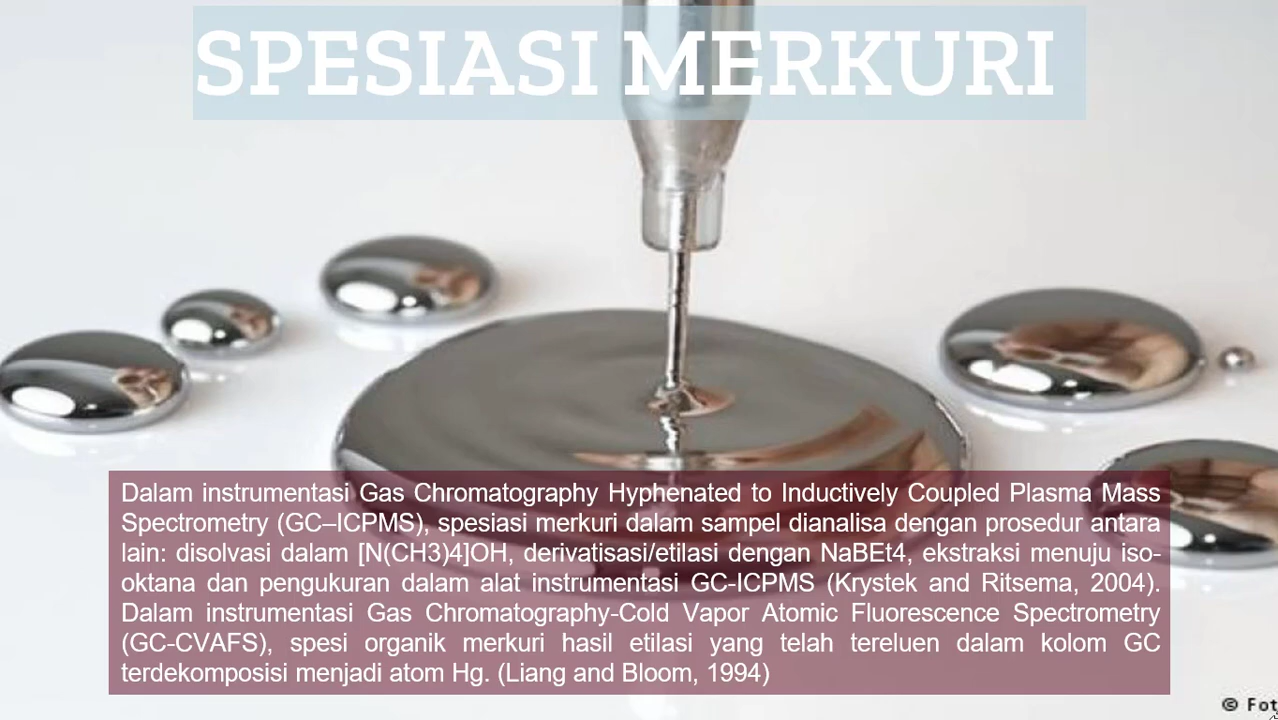 SPESIASI MERKURI
Dalam instrumentasi Gas Chromatography Hyphenated to Inductively Coupled Plasma Mass
Spectrometry (GC–ICPMS), spesiasi merkuri dalam sampel dianalisa dengan prosedur antara
lain: disolvasi dalam [N(CH3)4]OH, derivatisasi/etilasi dengan NaBEt4, ekstraksi menuju iso-
oktana dan pengukuran dalam alat instrumentasi GC-ICPMS (Krystek and Ritsema, 2004).
Dalam instrumentasi Gas Chromatography-Cold Vapor Atomic Fluorescence Spectrometry
(GC-CVAFS), spesi organik merkuri hasil etilasi yang telah tereluen dalam kolom GC
terdekomposisi menjadi atom Hg. (Liang and Bloom, 1994)
© Fot